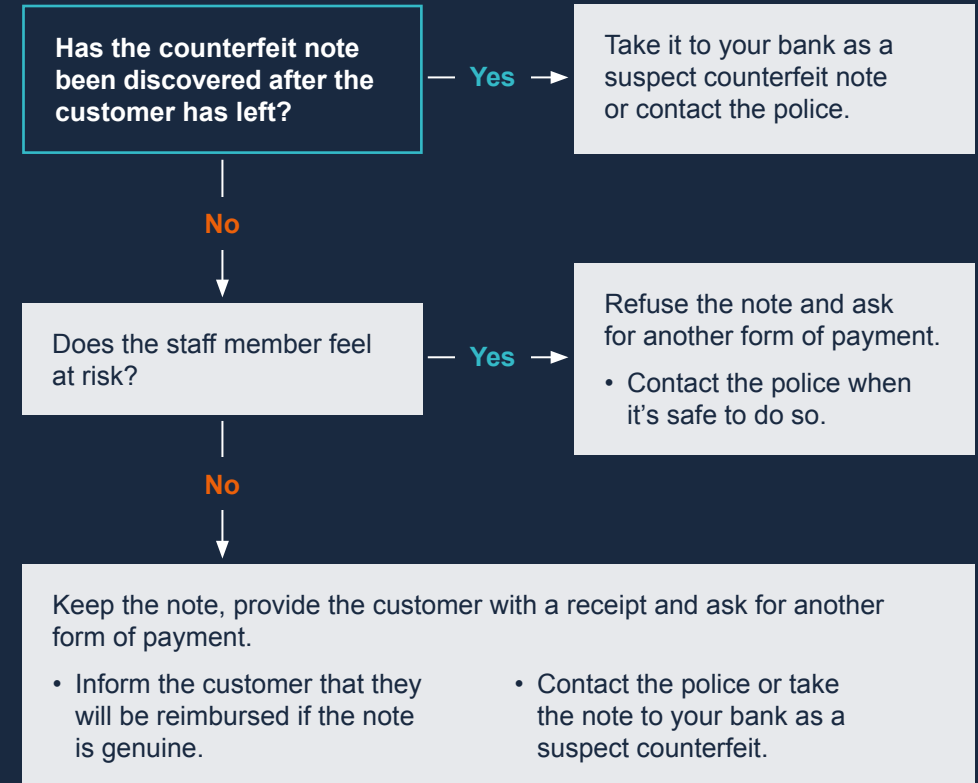 Has the counterfeit note
been discovered after the
customer has left?
Yes
Take it to your bank as a
suspect counterfeit note
or contact the police.
No
Does the staff member feel
at risk?
Yes
Refuse the note and ask
for another form of payment.
• Contact the police when
it's safe to do so.
No
Keep the note, provide the customer with a receipt and ask for another
form of payment.
• Inform the customer that they
will be reimbursed if the note
is genuine.
• Contact the police or take
the note to your bank as a
suspect counterfeit.